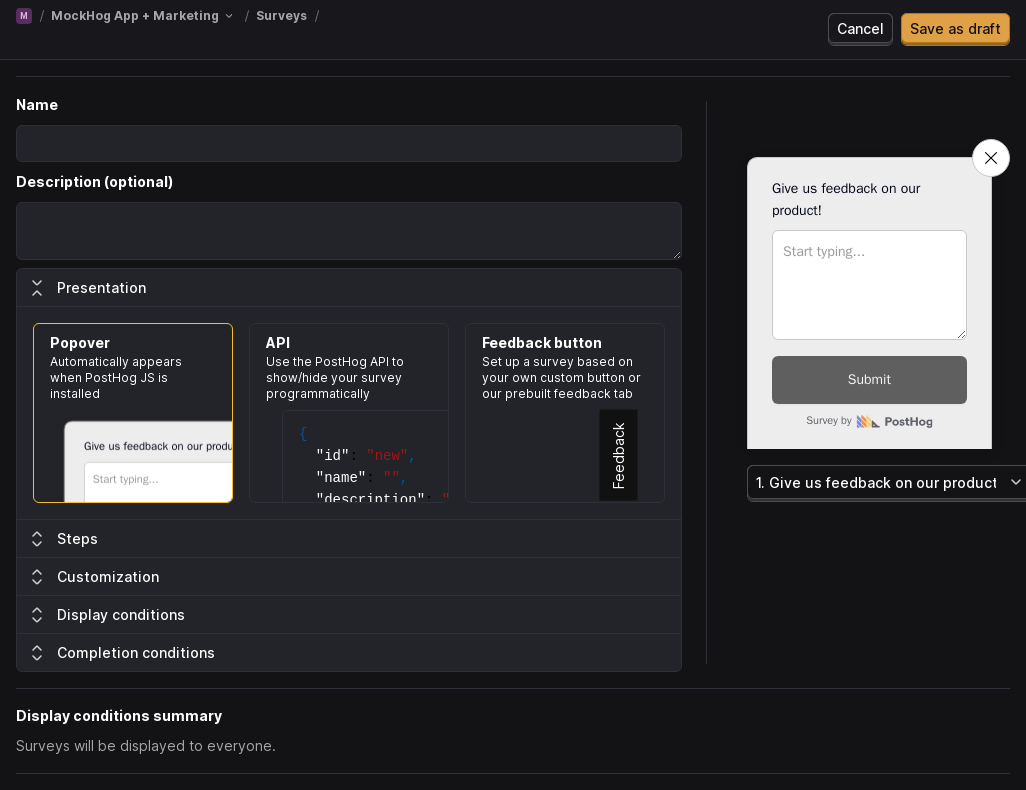 M / MockHog App + Marketing / Surveys /
Cancel
Save as draft
Name
Description (optional)
Presentation
Popover
Automatically appears
when PostHog JS is
installed
Give us feedback on our produ
Start typing...
API
Use the PostHog API to
show/hide your survey
programmatically
{
"id": "new",
"name": "",
"description": "
Feedback button
Set up a survey based on
your own custom button or
our prebuilt feedback tab
Feedback
Steps
Customization
Display conditions
Completion conditions
Give us feedback on our
product!
Start typing...
Submit
Survey by PostHog
1. Give us feedback on our product
Display conditions summary
Surveys will be displayed to everyone.